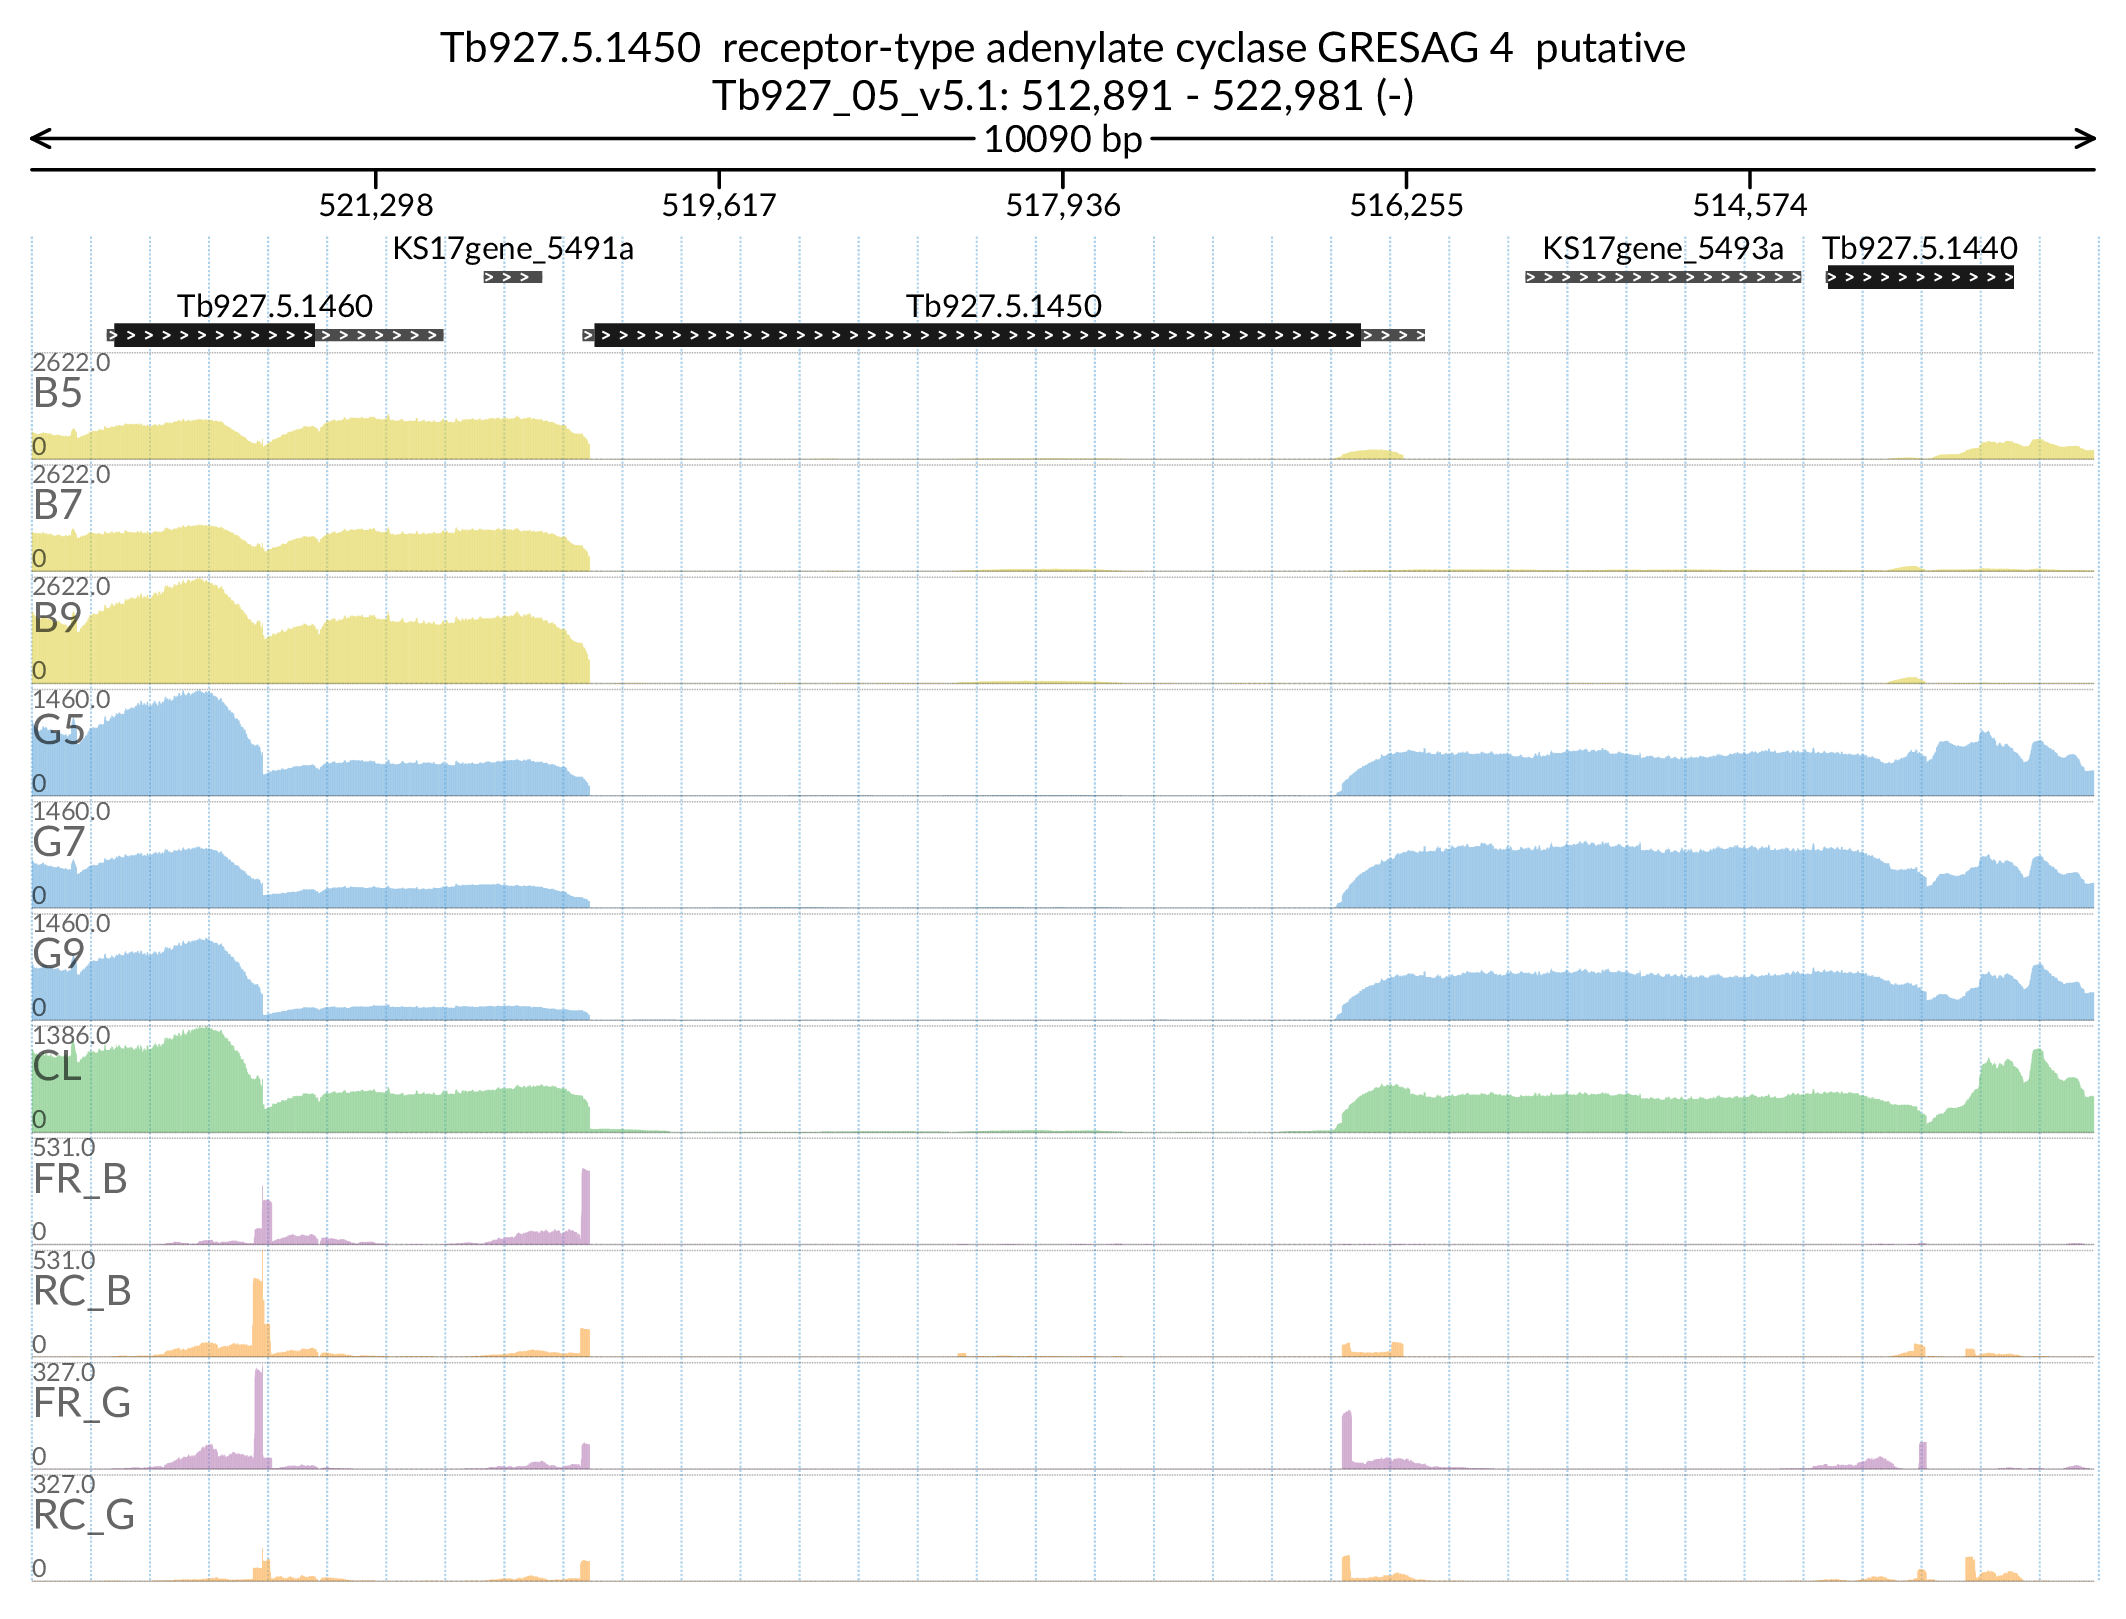 Tb927.5.1450  receptor-type adenylate cyclase GRESAG 4  putative
Tb927_05_v5.1: 512,891 - 522,981 (-)
10090 bp
521,298 519,617 517,936 516,255 514,574
KS17gene_5491a KS17gene_5493a Tb927.5.1440
Tb927.5.1460 Tb927.5.1450
2622.0
B5
0
2622.0
B7
0
2622.0
B9
0
1460.0
G5
0
1460.0
G7
0
1460.0
G9
0
1386.0
CL
0
531.0
FR_B
0
531.0
RC_B
0
327.0
FR_G
0
327.0
RC_G
0